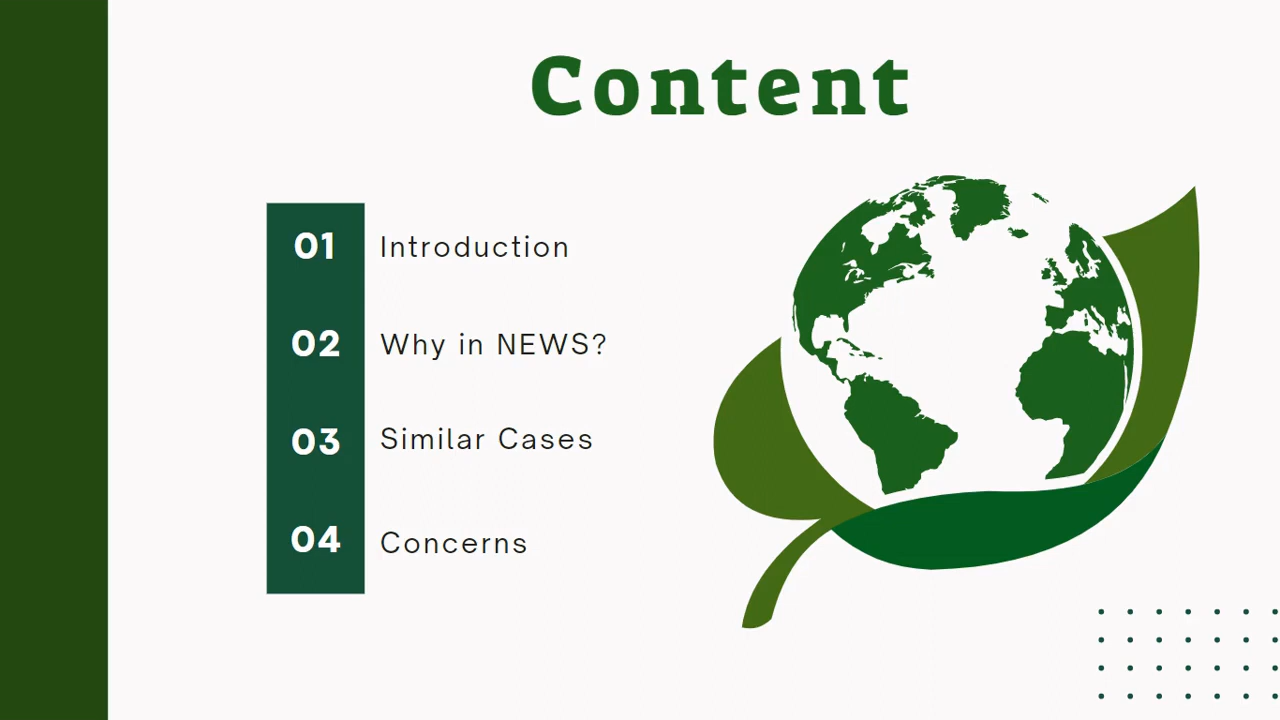 Content
01 Introduction
02 Why in NEWS?
03 Similar Cases
04 Concerns